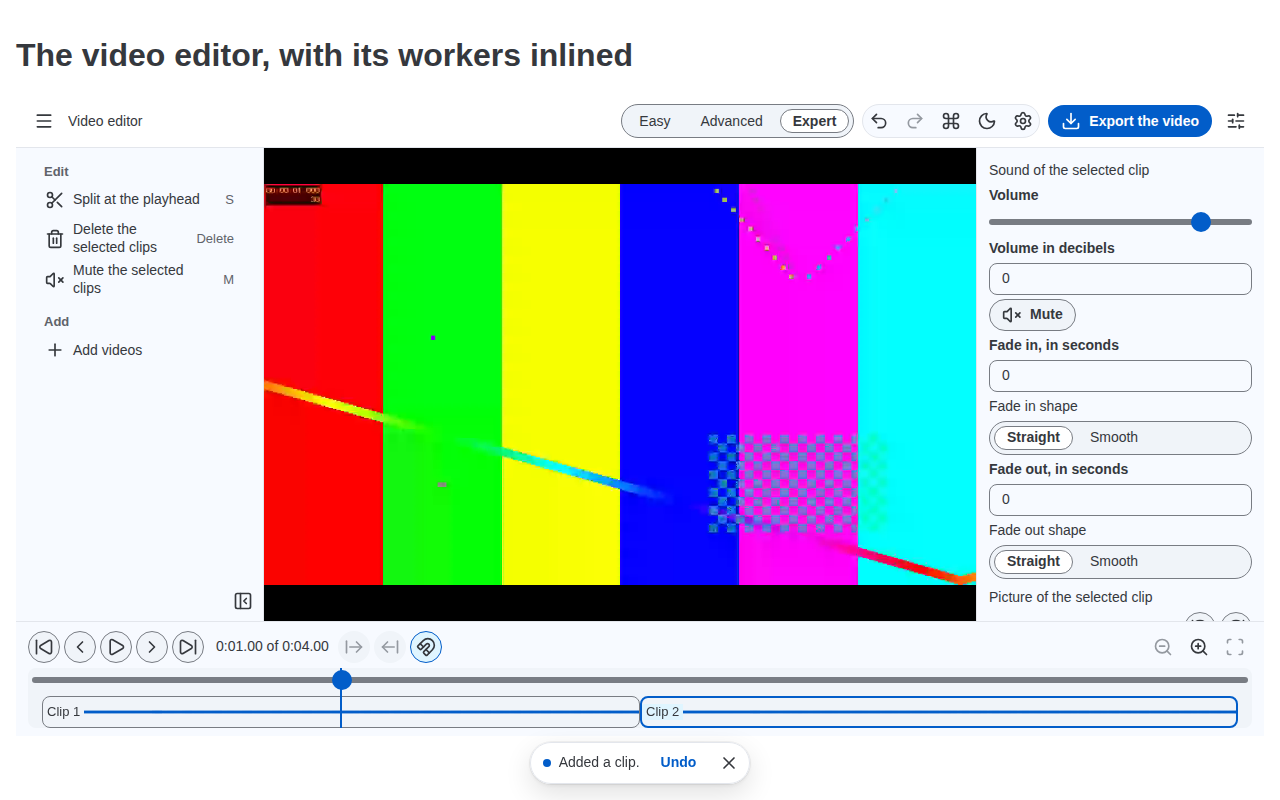 The video editor, with its workers inlined
Video editor
Easy Advanced Expert
Export the video
Edit
Split at the playhead S
Delete the selected clips Delete
Mute the selected clips M
Add
Add videos
Sound of the selected clip
Volume
Volume in decibels
0
Mute
Fade in, in seconds
0
Fade in shape
Straight Smooth
Fade out, in seconds
0
Fade out shape
Straight Smooth
Picture of the selected clip
0:01.00 of 0:04.00
Clip 1
Clip 2
Added a clip. Undo